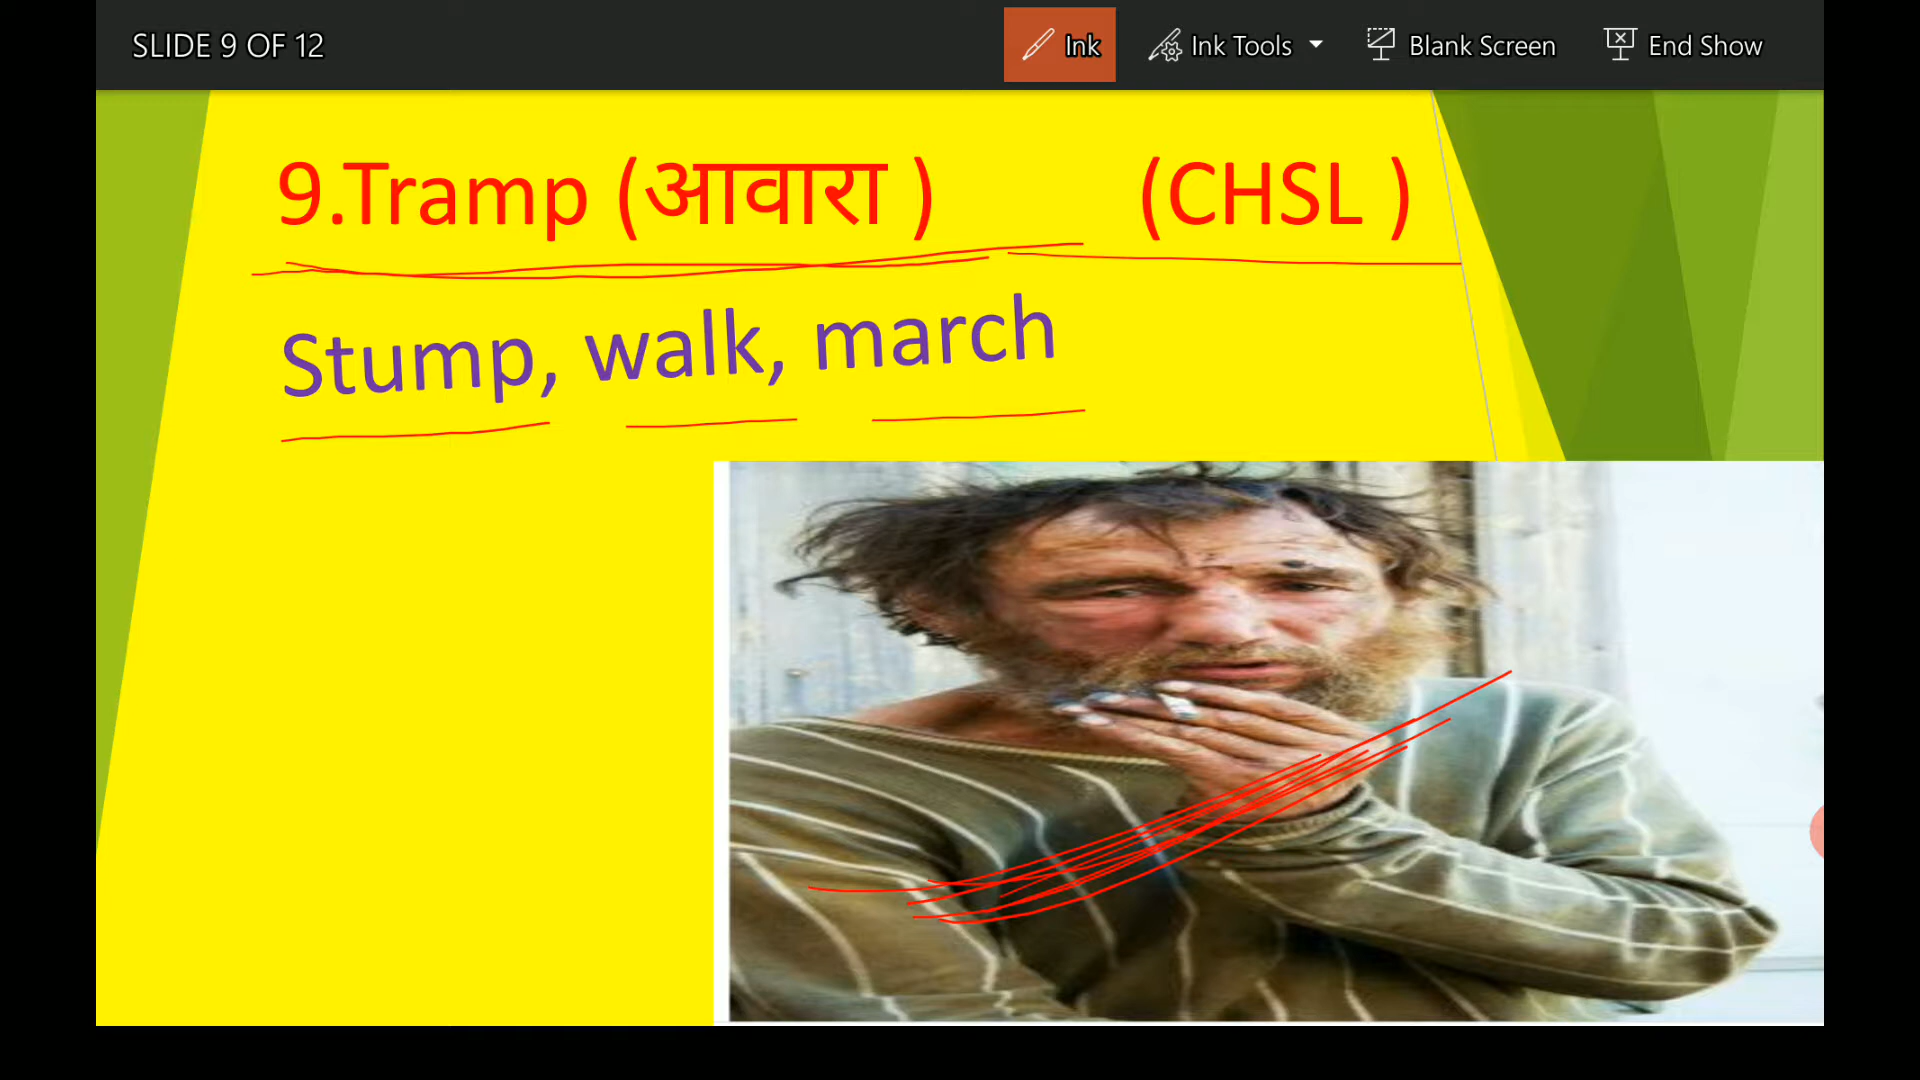 SLIDE 9 OF 12 Ink Ink Tools Blank Screen End Show
9.Tramp (आवारा ) (CHSL )
Stump, walk, march